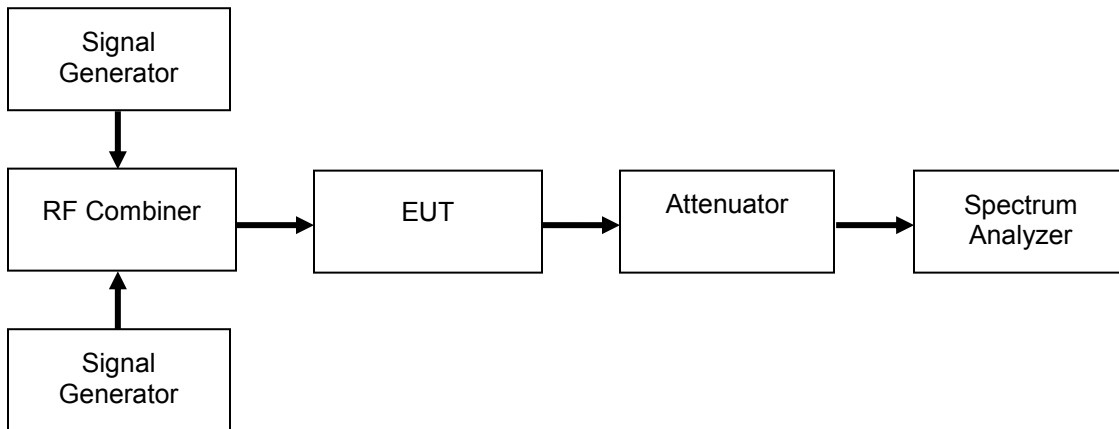 Signal
Generator
RF Combiner
EUT
Attenuator
Spectrum
Analyzer
Signal
Generator